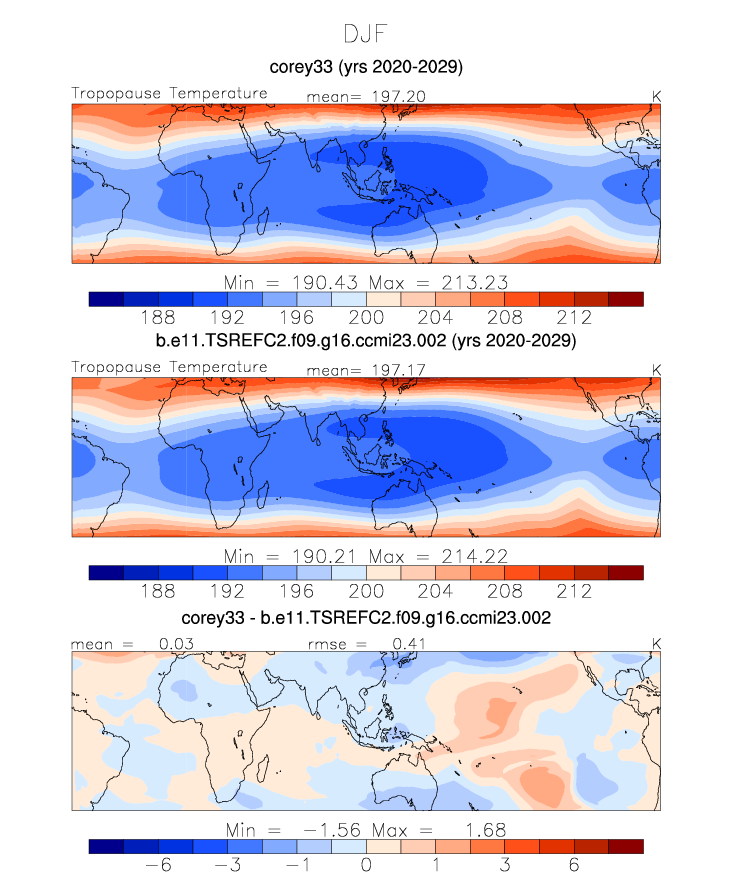 DJF
corey33 (yrs 2020-2029)
Tropopause Temperature mean= 197.20 K
Min = 190.43 Max = 213.23
188 192 196 200 204 208 212
b.e11.TSREFC2.f09.g16.ccmi23.002 (yrs 2020-2029)
Tropopause Temperature mean= 197.17 K
Min = 190.21 Max = 214.22
188 192 196 200 204 208 212
corey33 - b.e11.TSREFC2.f09.g16.ccmi23.002
mean = 0.03 rmse = 0.41 K
Min = -1.56 Max = 1.68
-6 -3 -1 0 1 3 6